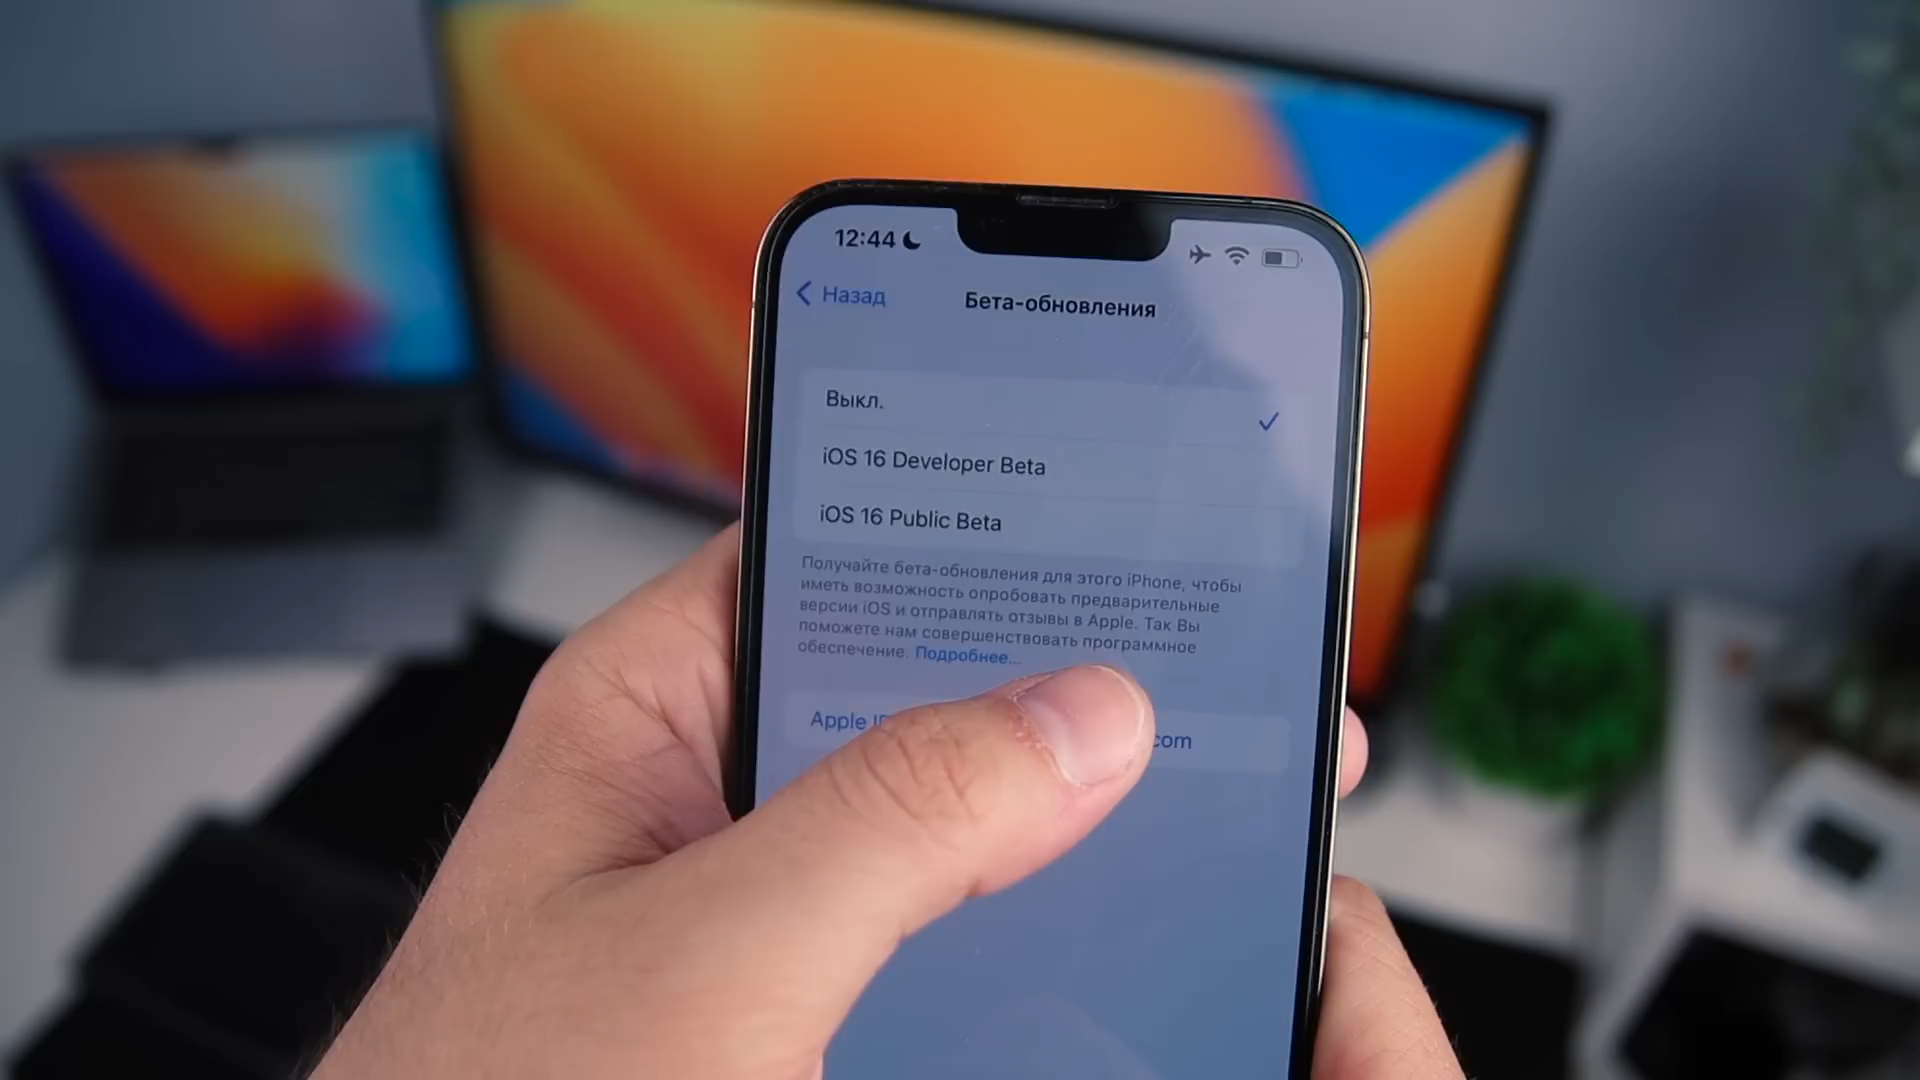 12:44
Назад
Бета-обновления
Выкл.
iOS 16 Developer Beta
iOS 16 Public Beta
Получайте бета-обновления для этого iPhone, чтобы
иметь возможность опробовать предварительные
версии iOS и отправлять отзывы в Apple. Так Вы
поможете нам совершенствовать программное
обеспечение. Подробнее...
Apple com